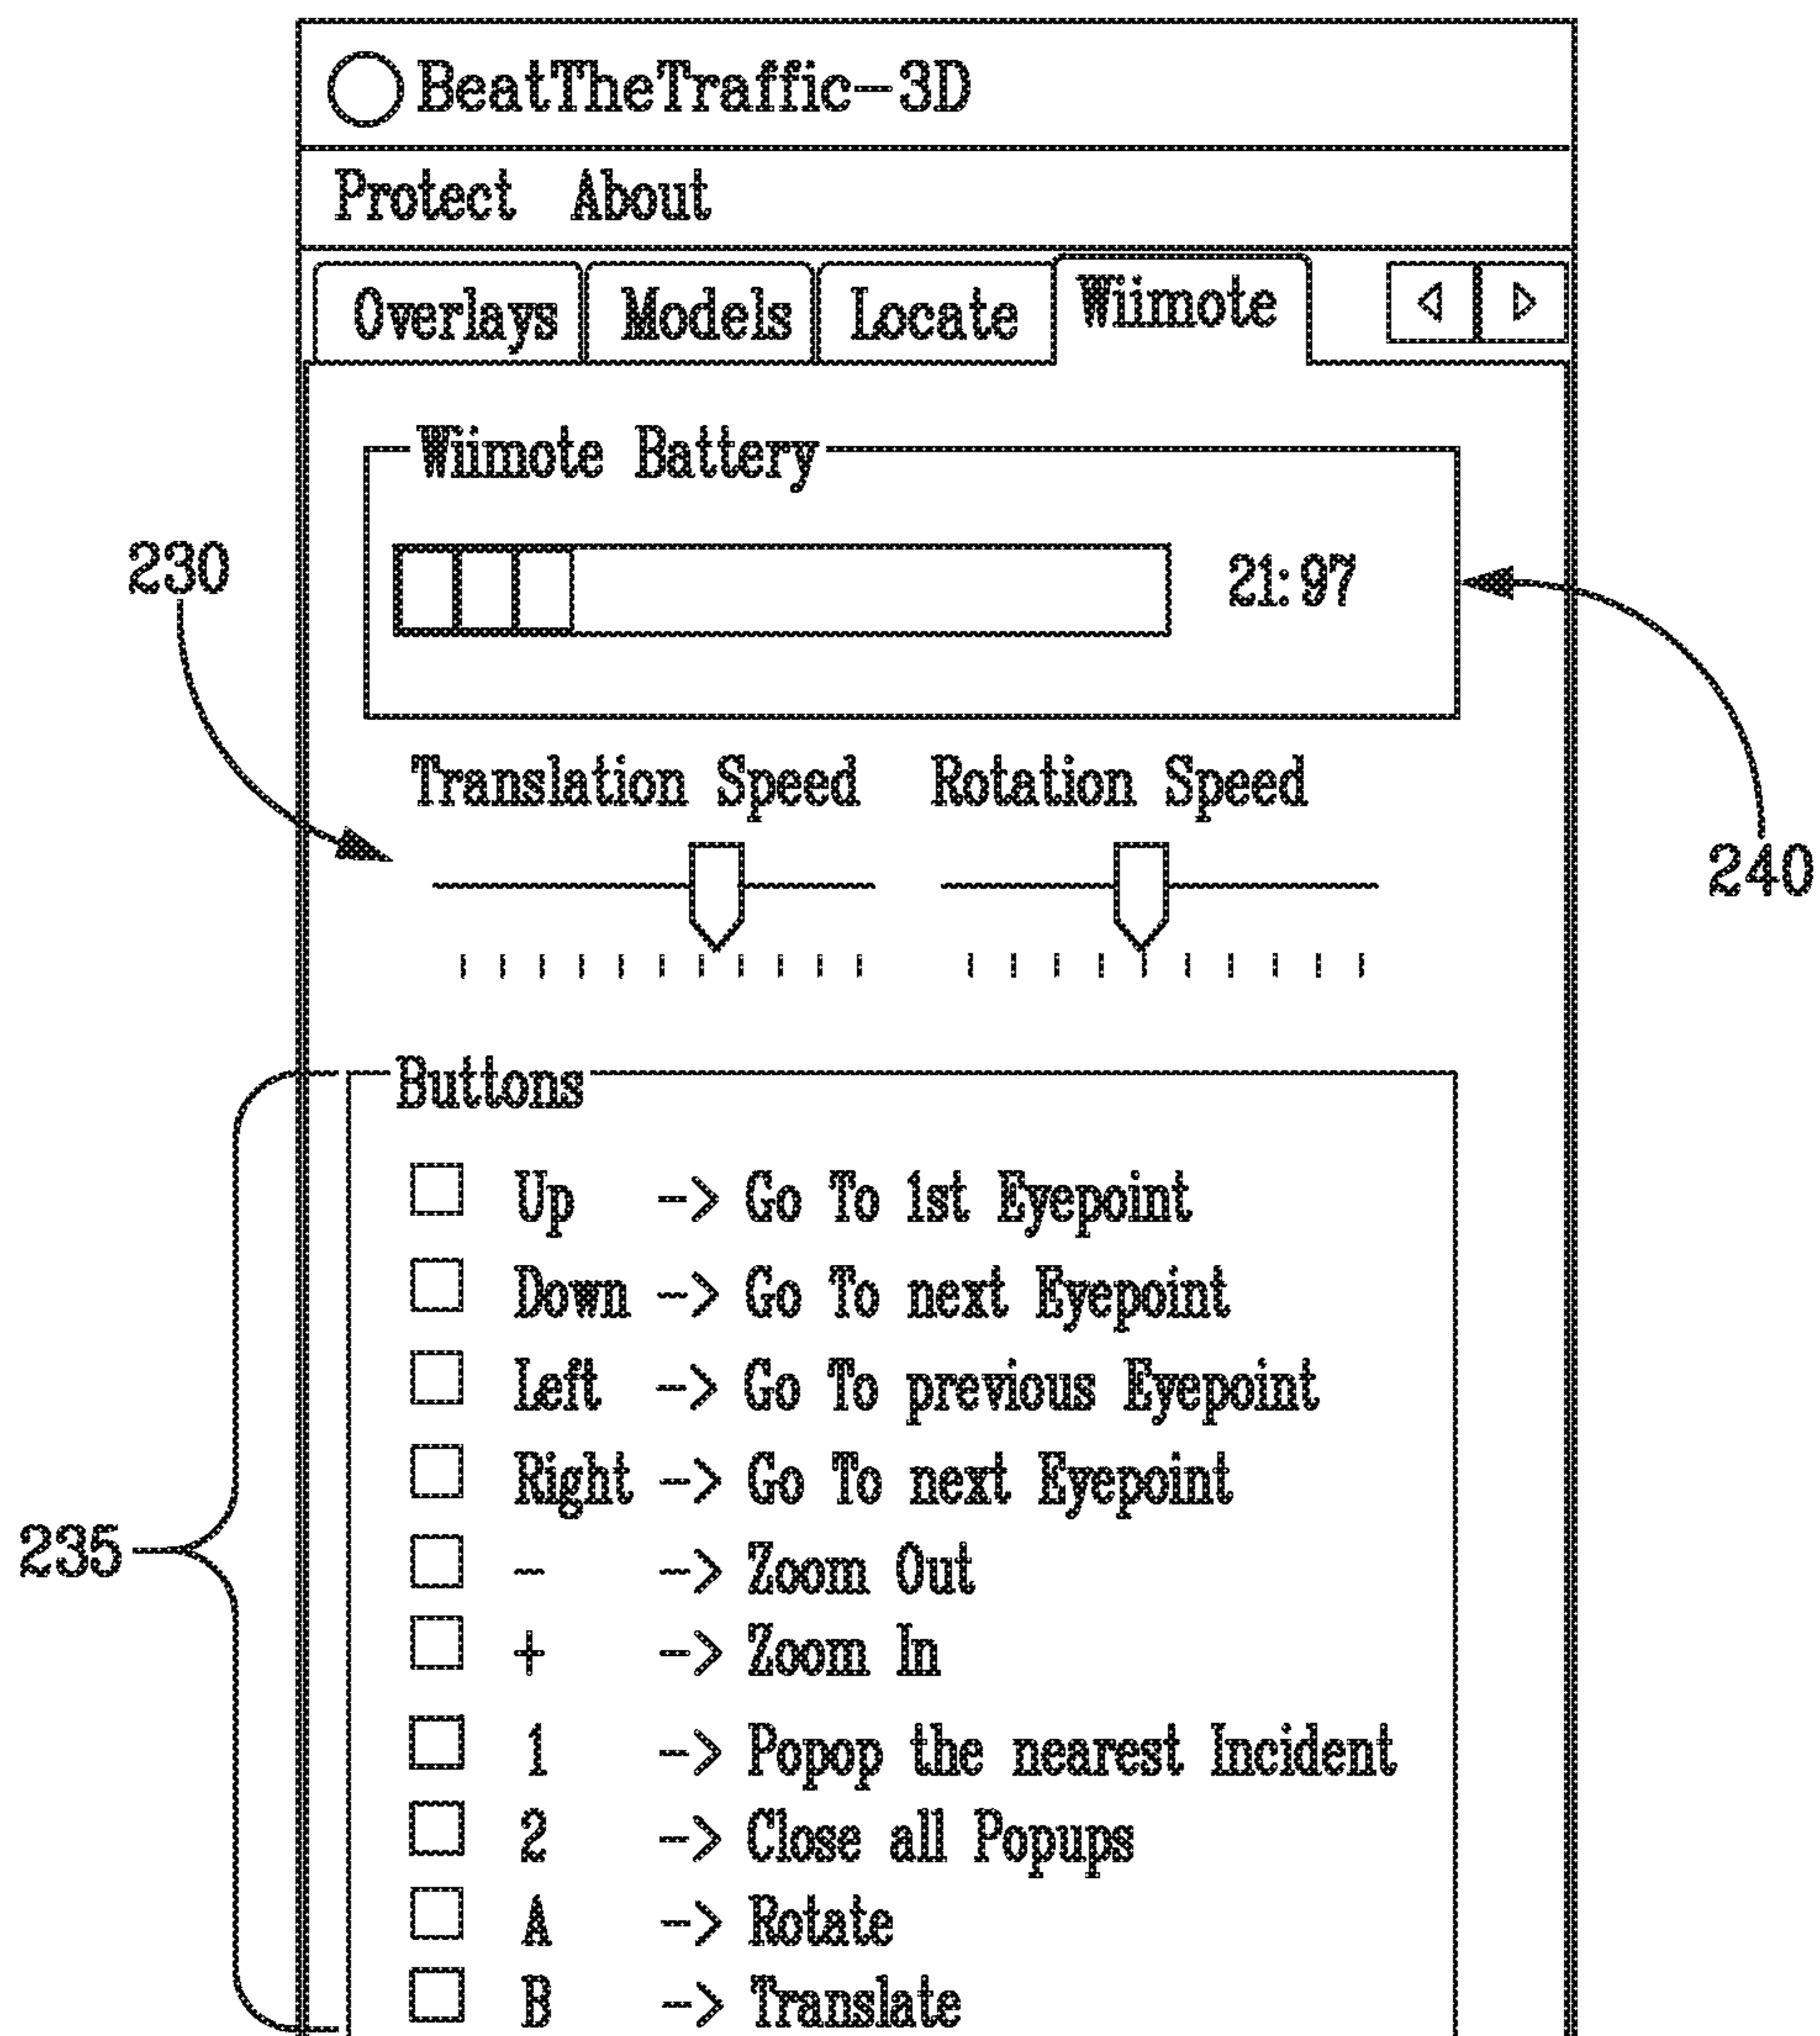 BeatTheTraffic-3D
Protect About
Overlays Models Locate Wiimote
Wiimote Battery
230
21:97
Translation Speed Rotation Speed
240
Buttons
Up -> Go To 1st Eyepoint
Down -> Go To next Eyepoint
Left -> Go To previous Eyepoint
Right -> Go To next Eyepoint
235
- -> Zoom Out
+ -> Zoom In
1 -> Popop the nearest Incident
2 -> Close all Popups
A -> Rotate
B -> Translate